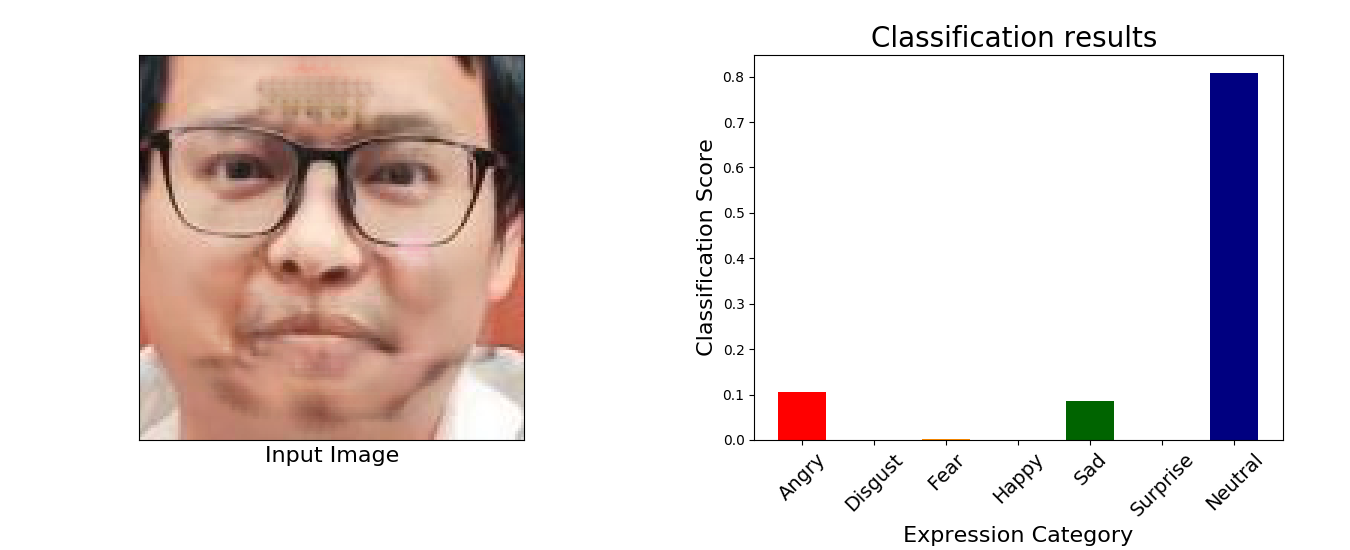 Input Image
Classification results
Classification Score
0.8
0.7
0.6
0.5
0.4
0.3
0.2
0.1
0.0
Angry
Disgust
Fear
Happy
Sad
Surprise
Neutral
Expression Category